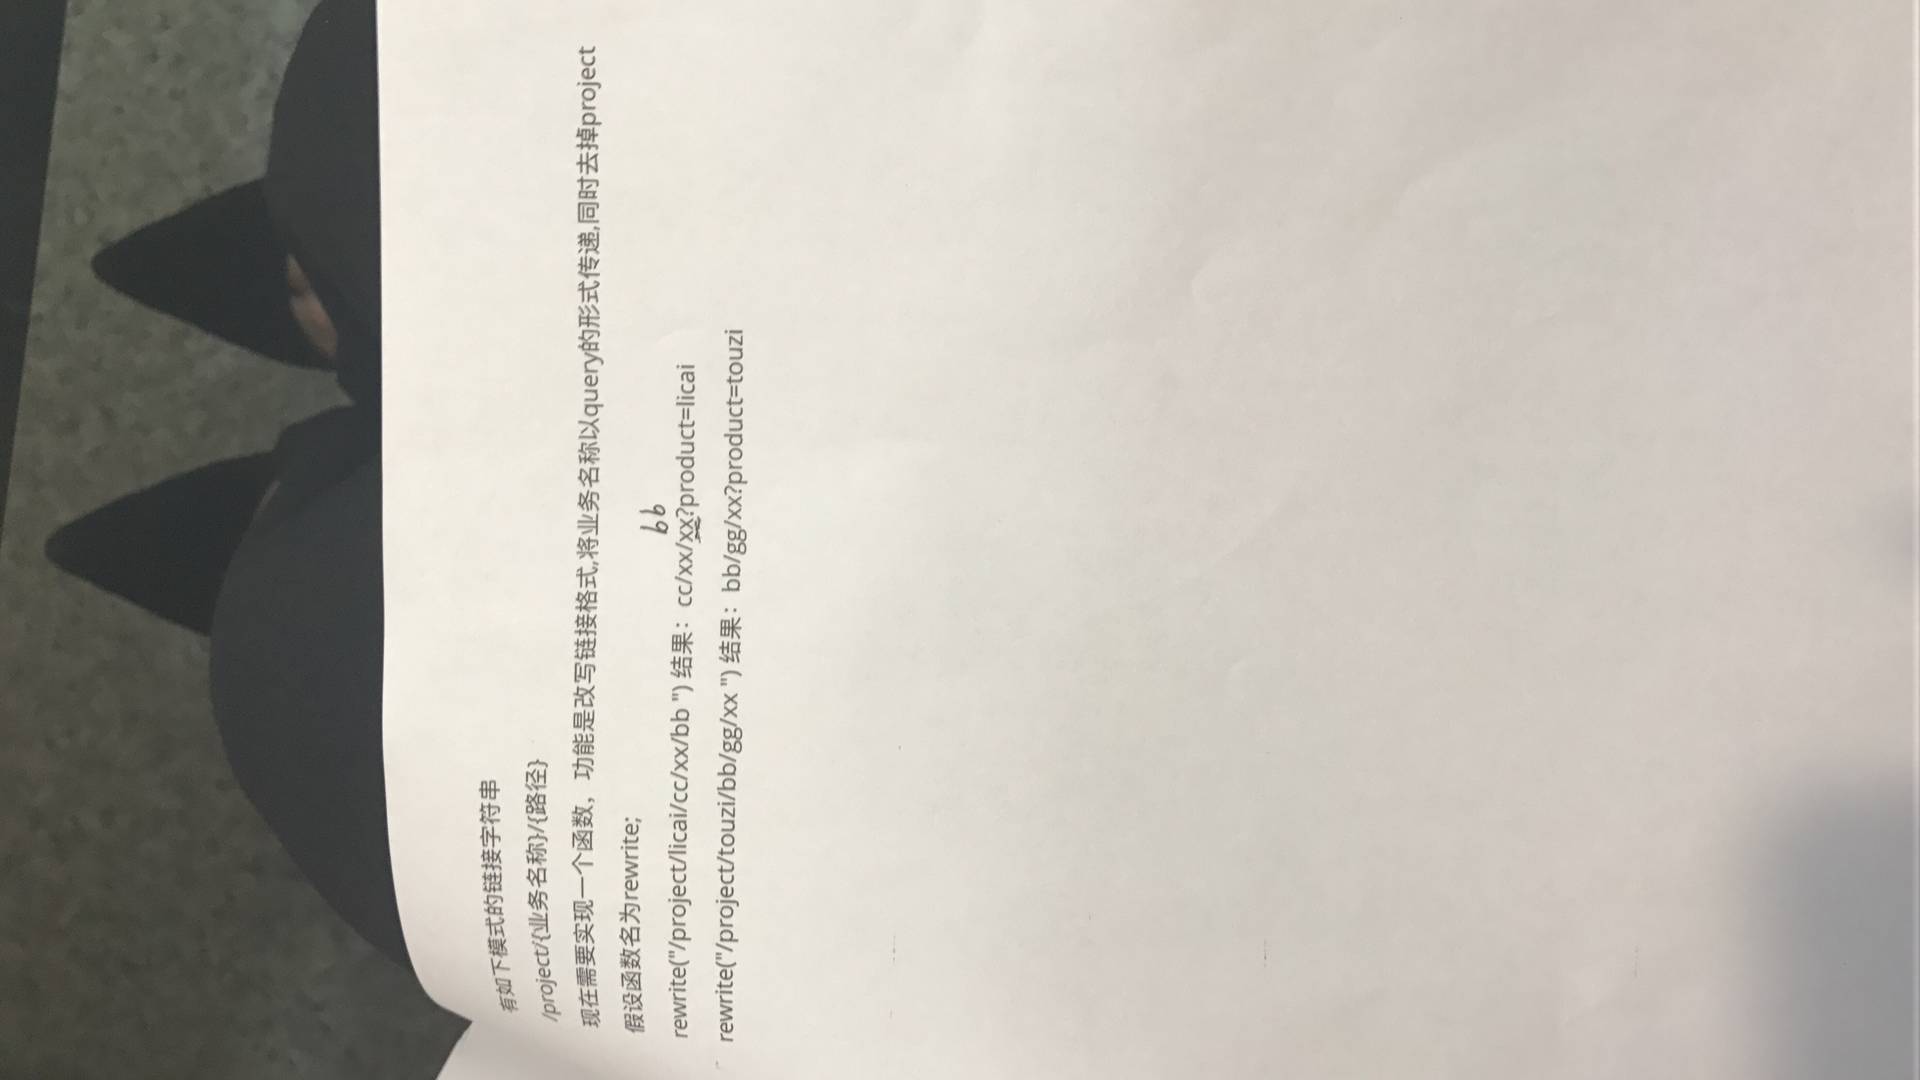 有如下模式的链接字符串
/project/{业务名称}/{路径}
现在需要实现一个函数，功能是改写链接格式,将业务名称以query的形式传递,同时去掉project
假设函数名为rewrite;
bb
rewrite("/project/licai/cc/xx/bb ") 结果：cc/xx/xx?product=licai
rewrite("/project/touzi/bb/gg/xx ") 结果：bb/gg/xx?product=touzi